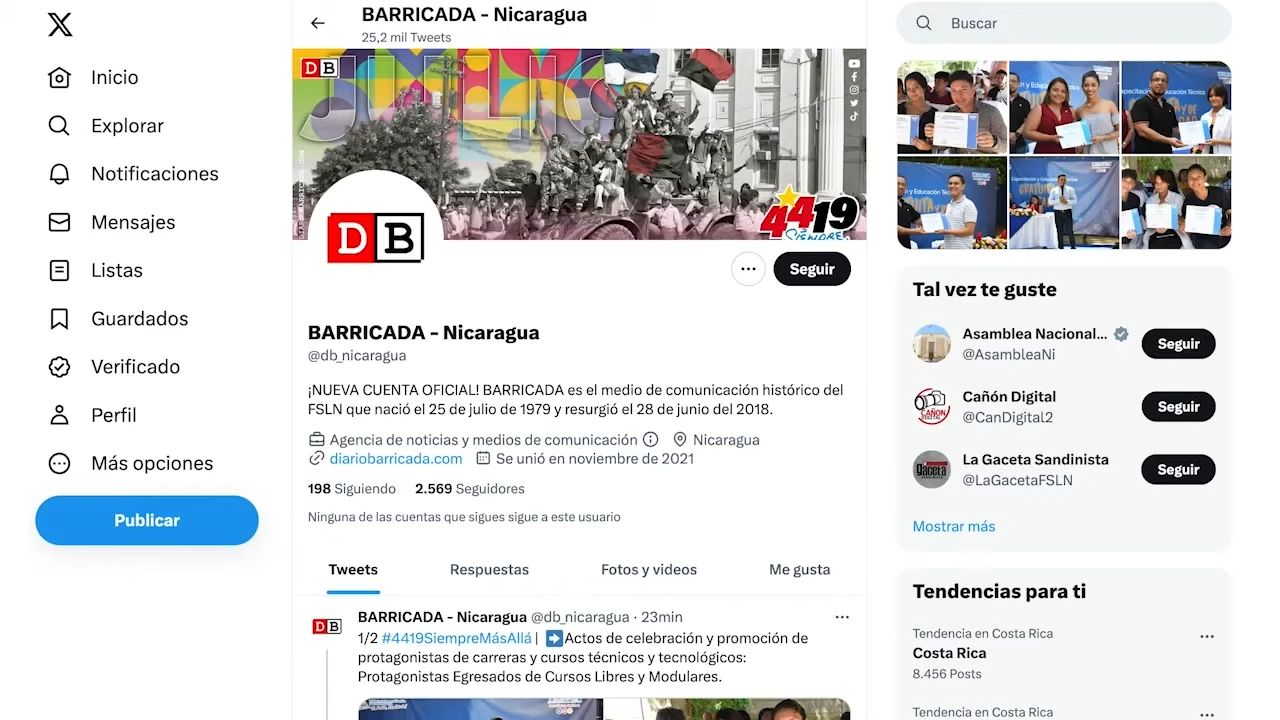 Inicio
Explorar
Notificaciones
Mensajes
Listas
Guardados
Verificado
Perfil
Más opciones
Publicar
BARRICADA - Nicaragua
25,2 mil Tweets
DB
JULIO
4419
SIEMPRE
DB
Seguir
BARRICADA - Nicaragua
@db_nicaragua
¡NUEVA CUENTA OFICIAL! BARRICADA es el medio de comunicación histórico del
FSLN que nació el 25 de julio de 1979 y resurgió el 28 de junio del 2018.
Agencia de noticias y medios de comunicación Nicaragua
diariobarricada.com Se unió en noviembre de 2021
198 Siguiendo 2.569 Seguidores
Ninguna de las cuentas que sigues sigue a este usuario
Tweets Respuestas Fotos y videos Me gusta
DB
BARRICADA - Nicaragua @db_nicaragua · 23min
1/2 #4419SiempreMásAllá | ➡️Actos de celebración y promoción de
protagonistas de carreras y cursos técnicos y tecnológicos:
Protagonistas Egresados de Cursos Libres y Modulares.
Buscar
Tal vez te guste
Asamblea Nacional...
@AsambleaNi
Seguir
Cañón Digital
@CanDigital2
Seguir
La Gaceta Sandinista
@LaGacetaFSLN
Seguir
Mostrar más
Tendencias para ti
Tendencia en Costa Rica
Costa Rica
8.456 Posts
Tendencia en Costa Rica